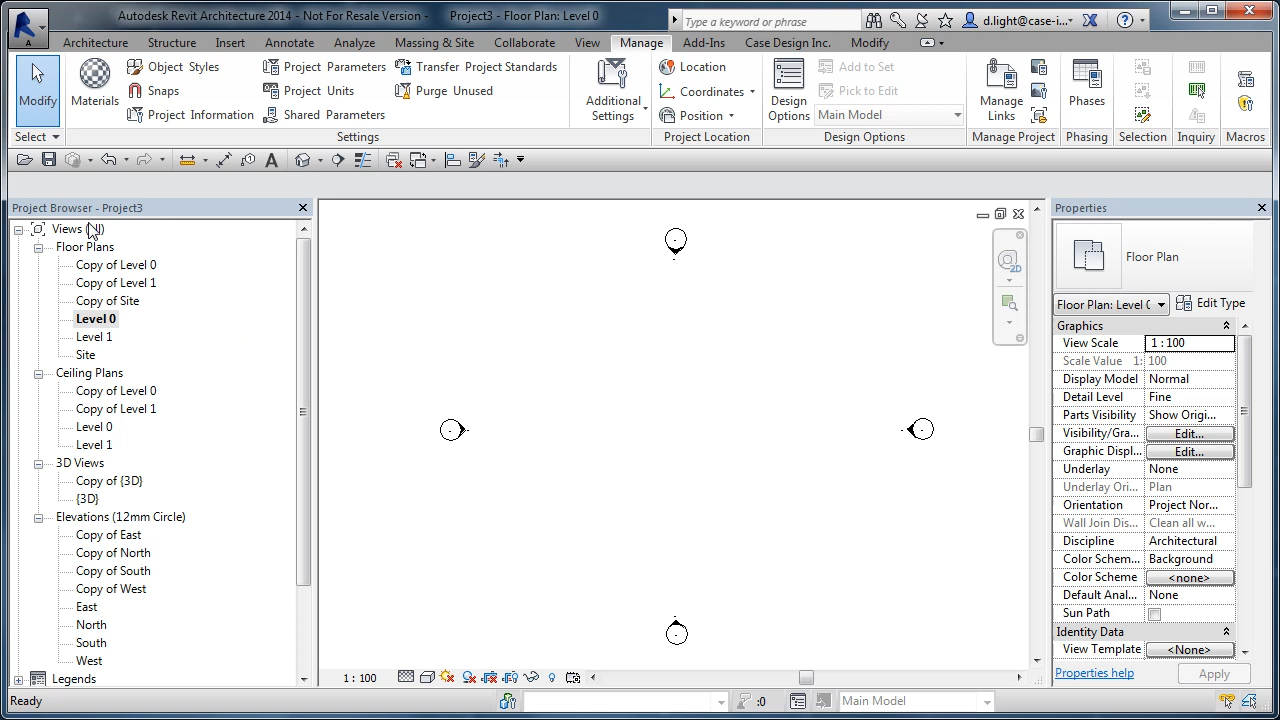 Autodesk Revit Architecture 2014 - Not For Resale Version - Project3 - Floor Plan: Level 0
Type a keyword or phrase
d.light@case-i...
Architecture Structure Insert Annotate Analyze Massing & Site Collaborate View Manage Add-Ins Case Design Inc. Modify
Modify
Materials
Object Styles
Snaps
Project Information
Project Parameters
Project Units
Shared Parameters
Transfer Project Standards
Purge Unused
Additional
Settings
Location
Coordinates
Position
Design
Options
Add to Set
Pick to Edit
Main Model
Manage
Links
Phases
Select Settings Project Location Design Options Manage Project Phasing Selection Inquiry Macros
Project Browser - Project3
Views (
Floor Plans
Copy of Level 0
Copy of Level 1
Copy of Site
Level 0
Level 1
Site
Ceiling Plans
Copy of Level 0
Copy of Level 1
Level 0
Level 1
3D Views
Copy of {3D}
{3D}
Elevations (12mm Circle)
Copy of East
Copy of North
Copy of South
Copy of West
East
North
South
West
Legends
2D
Properties
Floor Plan
Floor Plan: Level 0
Edit Type
Graphics
View Scale 1 : 100
Scale Value 1: 100
Display Model Normal
Detail Level Fine
Parts Visibility Show Origi...
Visibility/Gra... Edit...
Graphic Displ... Edit...
Underlay None
Underlay Ori... Plan
Orientation Project Nor...
Wall Join Dis... Clean all w...
Discipline Architectural
Color Schem... Background
Color Scheme <none>
Default Anal... None
Sun Path
Identity Data
View Template <None>
Properties help
Apply
1 : 100
Ready
:0
Main Model